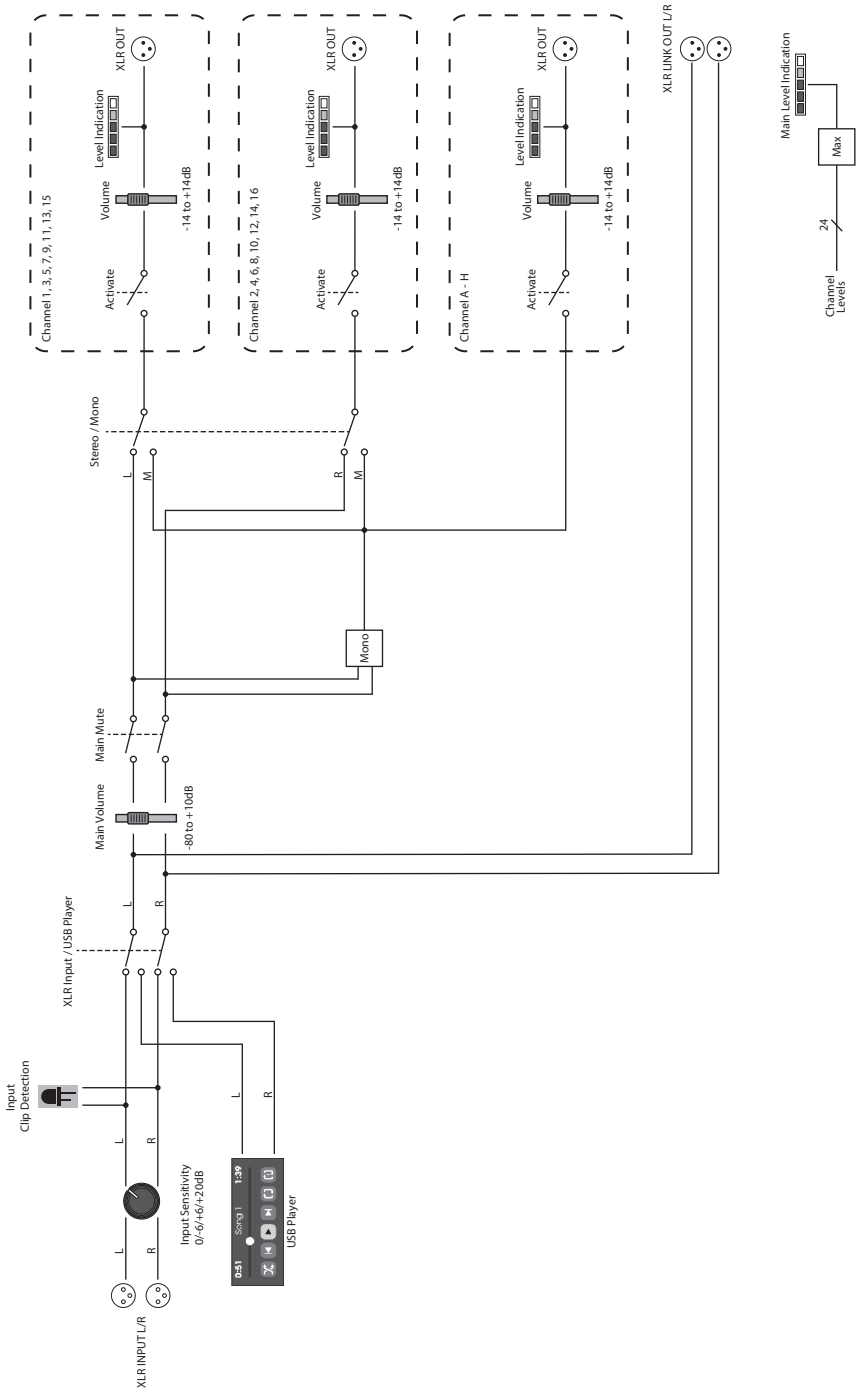 XLR INPUT L/R
L
R
Input Sensitivity
0/-6/+6/+20dB
L
R
Input
Clip Detection
0:51
Song 1
1:39
USB Player
L
R
XLR Input / USB Player
L
R
Main Volume
-80 to +10dB
Main Mute
Mono
Stereo / Mono
L
M
R
M
Channel 1, 3, 5, 7, 9, 11, 13, 15
Activate
Volume
-14 to +14dB
Level Indication
XLR OUT
Channel 2, 4, 6, 8, 10, 12, 14, 16
Activate
Volume
-14 to +14dB
Level Indication
XLR OUT
Channel A - H
Activate
Volume
-14 to +14dB
Level Indication
XLR OUT
XLR LINK OUT L/R
Channel
Levels
24
Max
Main Level Indication